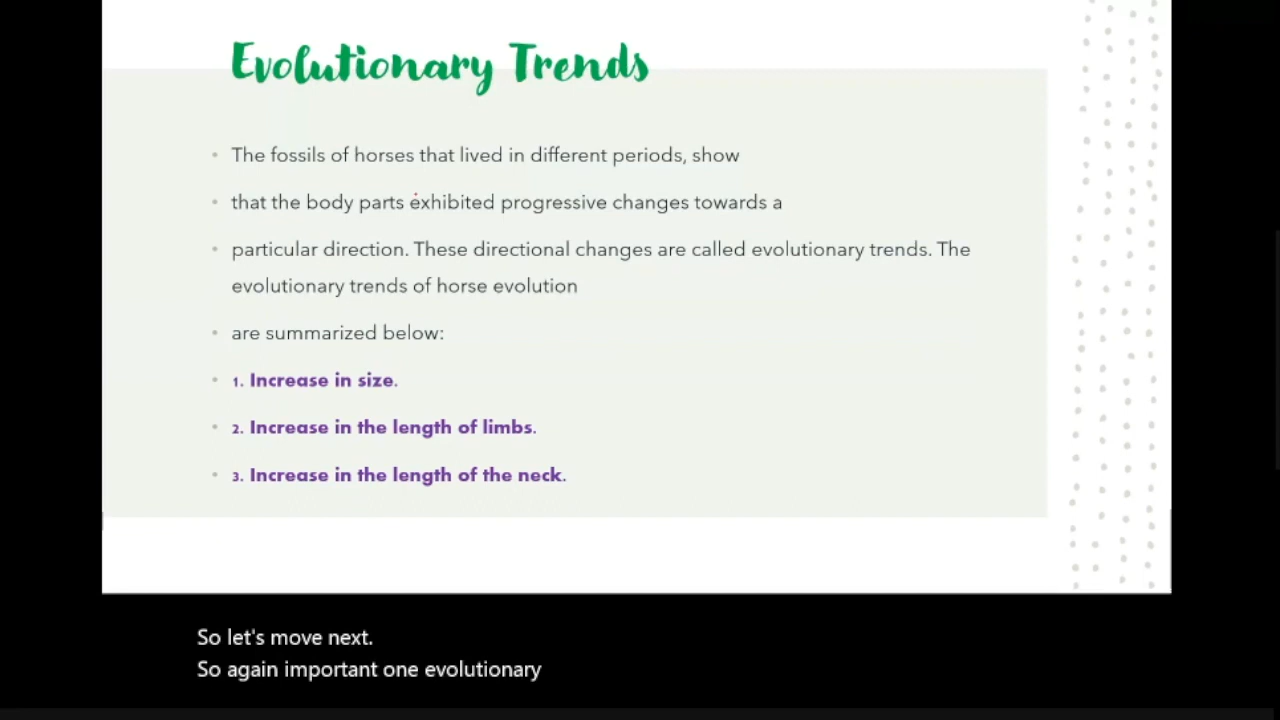 Evolutionary Trends
• The fossils of horses that lived in different periods, show
• that the body parts exhibited progressive changes towards a
• particular direction. These directional changes are called evolutionary trends. The
evolutionary trends of horse evolution
• are summarized below:
• 1. Increase in size.
• 2. Increase in the length of limbs.
• 3. Increase in the length of the neck.
So let's move next.
So again important one evolutionary